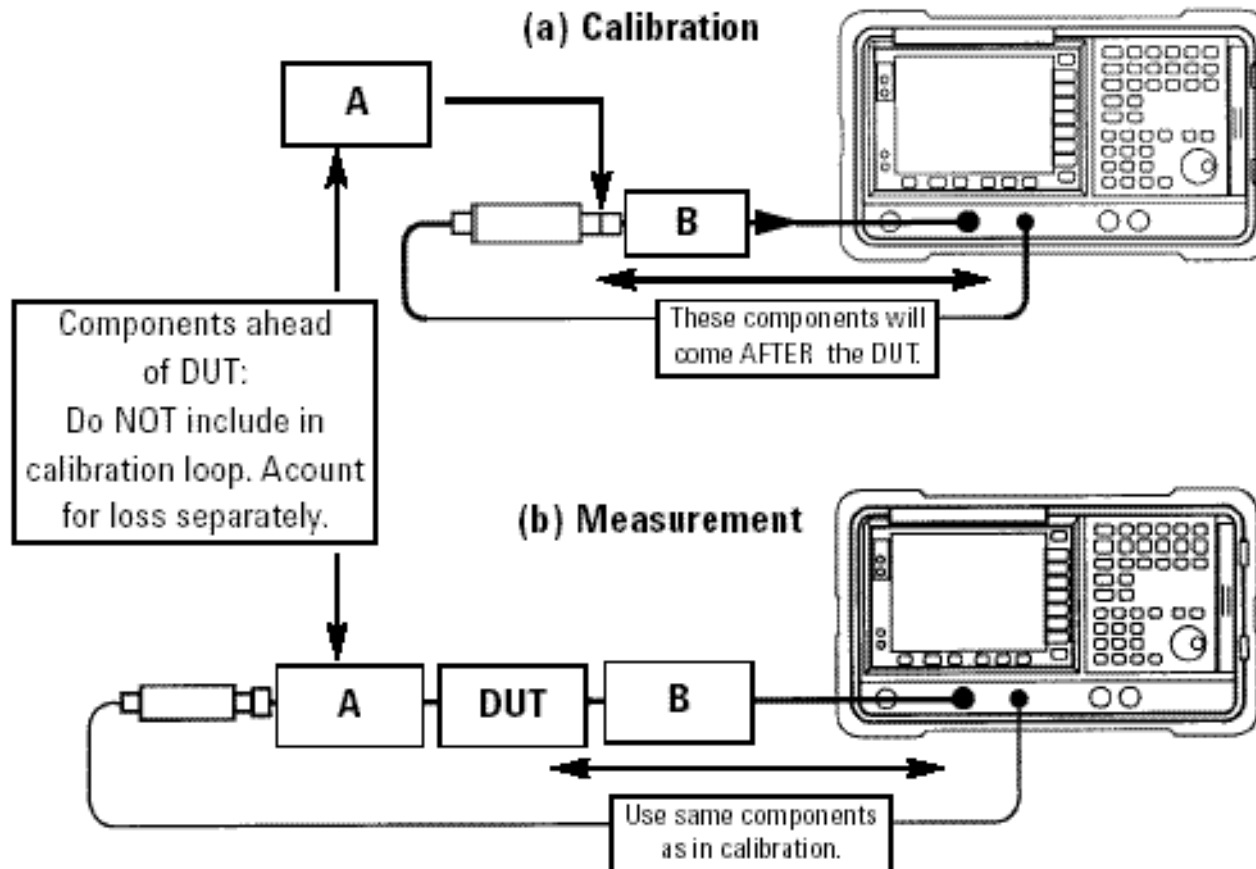 (a) Calibration
A
B
These components will
come AFTER the DUT.
Components ahead
of DUT:
Do NOT include in
calibration loop. Acount
for loss separately.
(b) Measurement
A
DUT
B
Use same components
as in calibration.